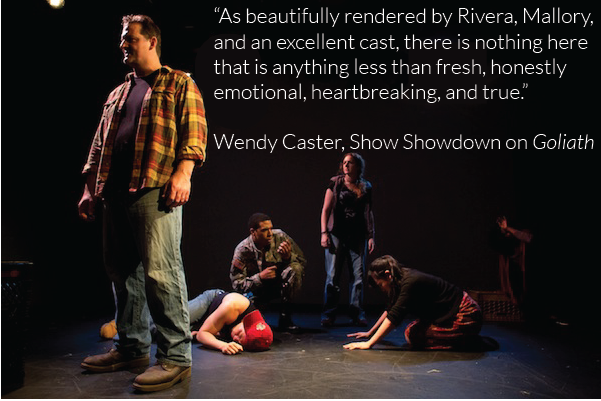 “As beautifully rendered by Rivera, Mallory,
and an excellent cast, there is nothing here
that is anything less than fresh, honestly
emotional, heartbreaking, and true.”
Wendy Caster, Show Showdown on Goliath